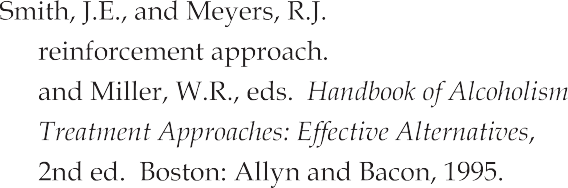 Smith, J.E., and Meyers, R.J.
reinforcement approach.
and Miller, W.R., eds. Handbook of Alcoholism
Treatment Approaches: Effective Alternatives,
2nd ed. Boston: Allyn and Bacon, 1995.